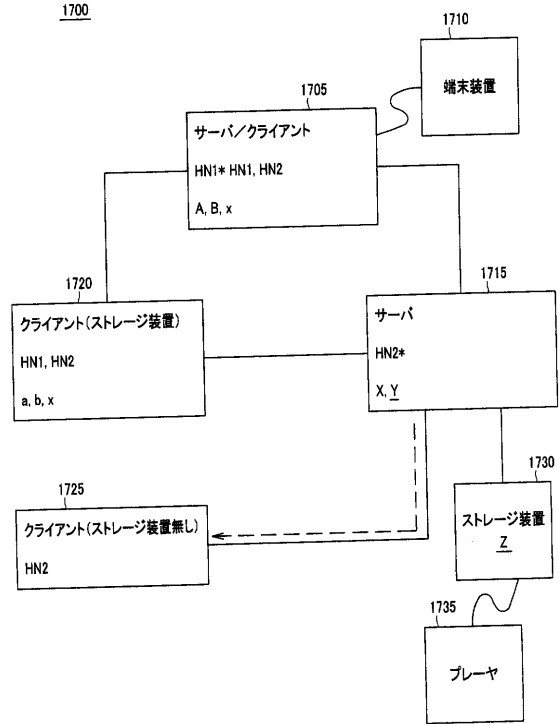 1700
1710
端末装置
1705
サーバ/クライアント
HN1* HN1, HN2
A, B, x
1720
クライアント(ストレージ装置)
HN1, HN2
a, b, x
1715
サーバ
HN2*
X, Y
1725
クライアント(ストレージ装置無し)
HN2
1730
ストレージ装置
Z
1735
プレーヤ